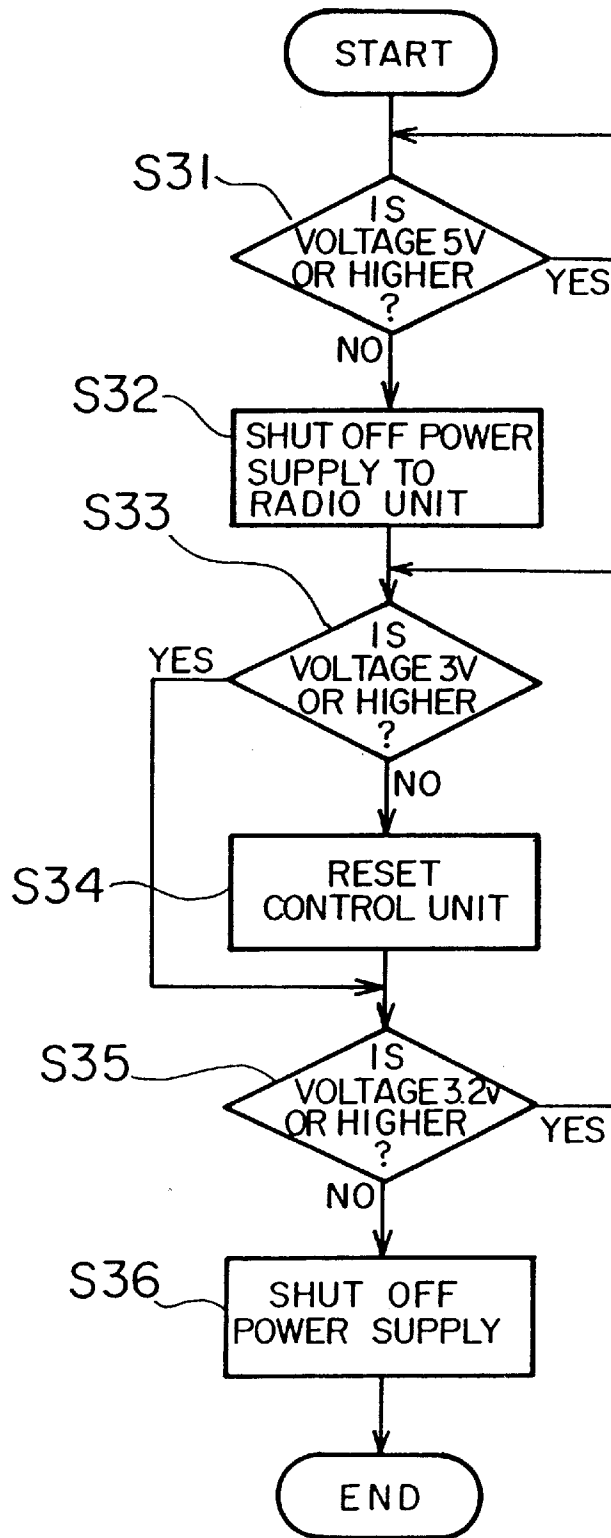 START
S31
IS
VOLTAGE 5V
OR HIGHER
?
YES
NO
S32
SHUT OFF POWER
SUPPLY TO
RADIO UNIT
S33
IS
VOLTAGE 3V
OR HIGHER
?
YES
NO
S34
RESET
CONTROL UNIT
S35
IS
VOLTAGE 3.2V
OR HIGHER
?
YES
NO
S36
SHUT OFF
POWER SUPPLY
END